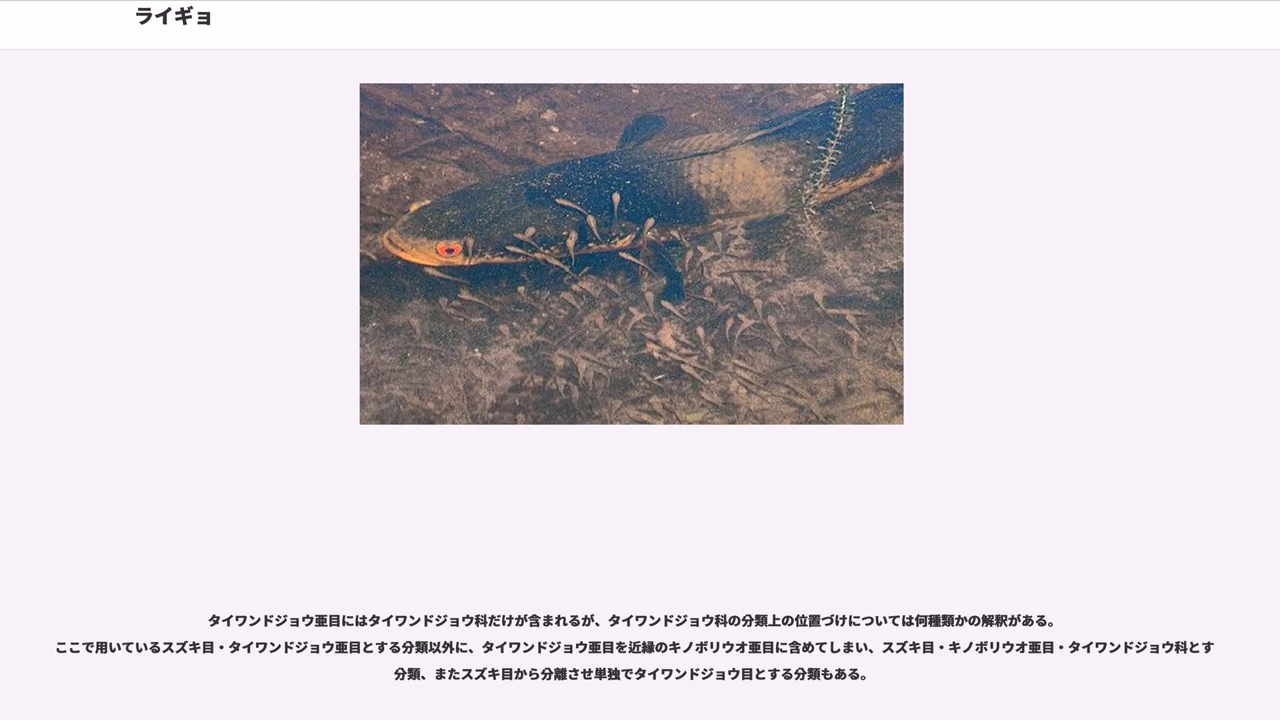 ライギョ
タイワンドジョウ亜目にはタイワンドジョウ科だけが含まれるが、タイワンドジョウ科の分類上の位置づけについては何種類かの解釈がある。
ここで用いているスズキ目・タイワンドジョウ亜目とする分類以外に、タイワンドジョウ亜目を近縁のキノボリウオ亜目に含めてしまい、スズキ目・キノボリウオ亜目・タイワンドジョウ科とす
分類、またスズキ目から分離させ単独でタイワンドジョウ目とする分類もある。